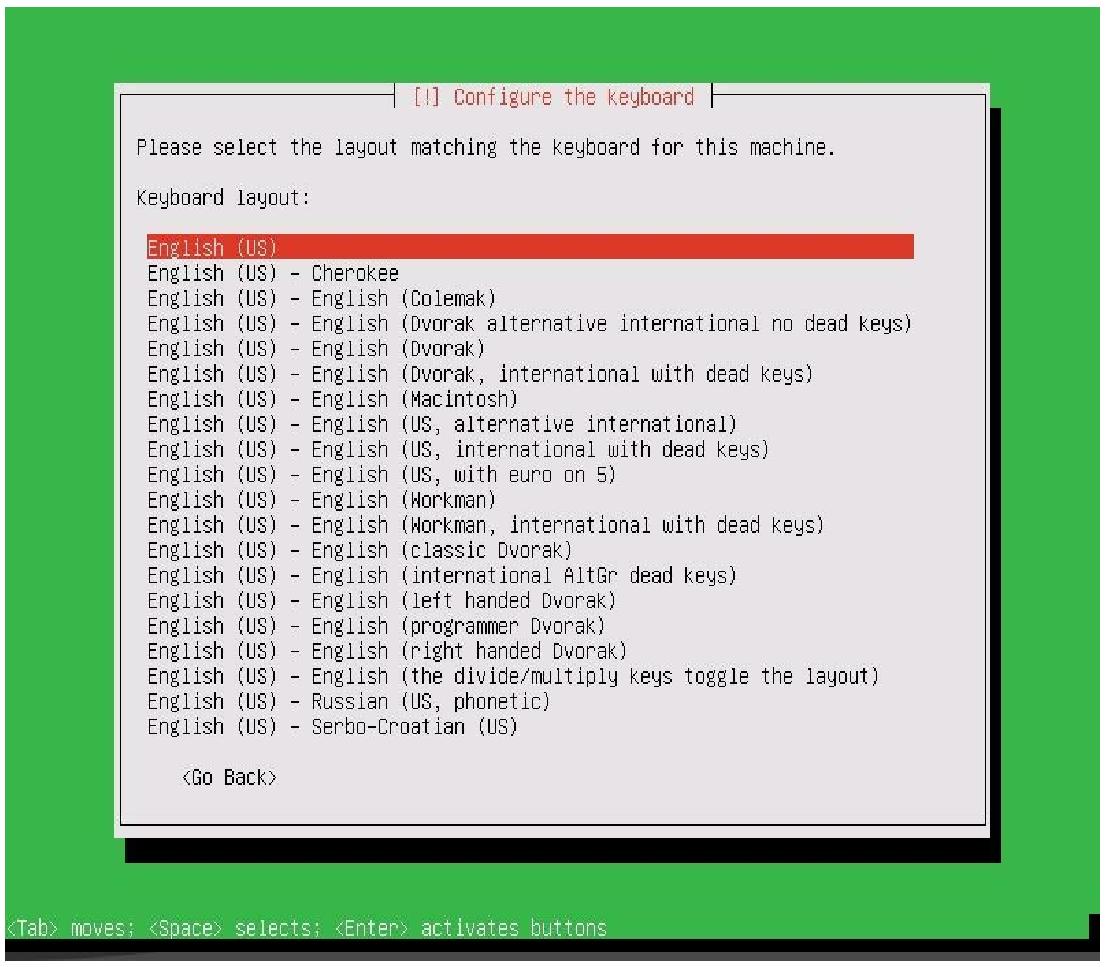 [!] Configure the keyboard
Please select the layout matching the keyboard for this machine.
Keyboard layout:
English (US)
English (US) - Cherokee
English (US) - English (Colemak)
English (US) - English (Dvorak alternative international no dead keys)
English (US) - English (Dvorak)
English (US) - English (Dvorak, international with dead keys)
English (US) - English (Macintosh)
English (US) - English (US, alternative international)
English (US) - English (US, international with dead keys)
English (US) - English (US, with euro on 5)
English (US) - English (Workman)
English (US) - English (Workman, international with dead keys)
English (US) - English (classic Dvorak)
English (US) - English (international AltGr dead keys)
English (US) - English (left handed Dvorak)
English (US) - English (programmer Dvorak)
English (US) - English (right handed Dvorak)
English (US) - English (the divide/multiply keys toggle the layout)
English (US) - Russian (US, phonetic)
English (US) - Serbo-Croatian (US)
<Go Back>
<Tab> moves; <Space> selects; <Enter> activates buttons